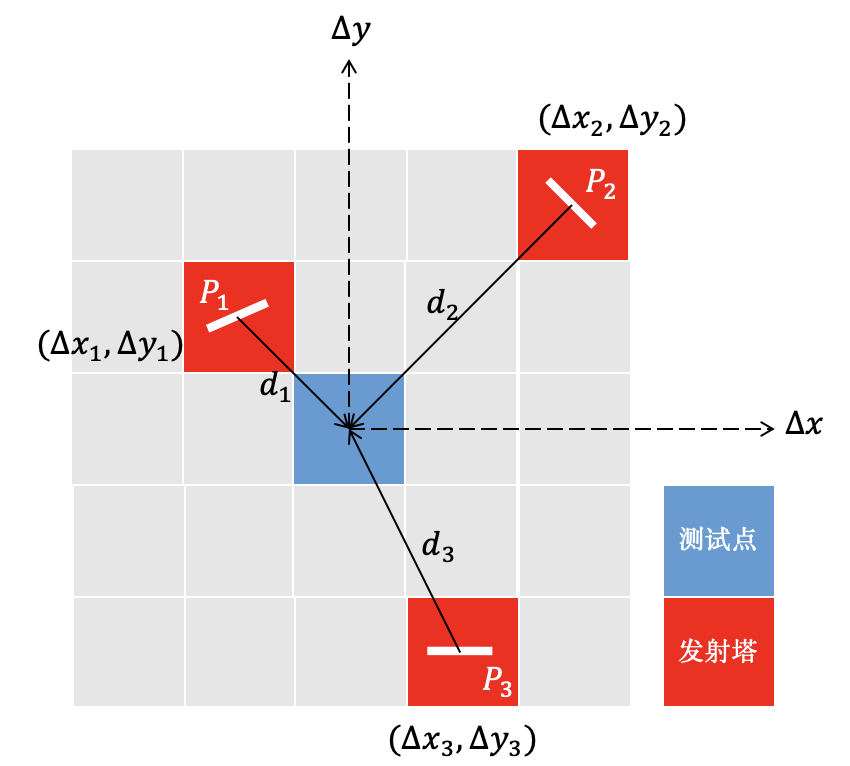 Δy
(Δx₂, Δy₂)
P₂
P₁
d₂
(Δx₁, Δy₁)
d₁
Δx
测试点
d₃
发射塔
P₃
(Δx₃, Δy₃)